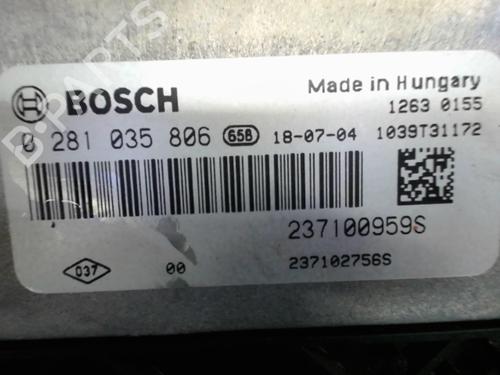 BOSCH
Made in Hungary
1263 0155
0 281 035 806 65B 18-07-04 1039T31172
237100959S
037 00 237102756S
B-PARTS